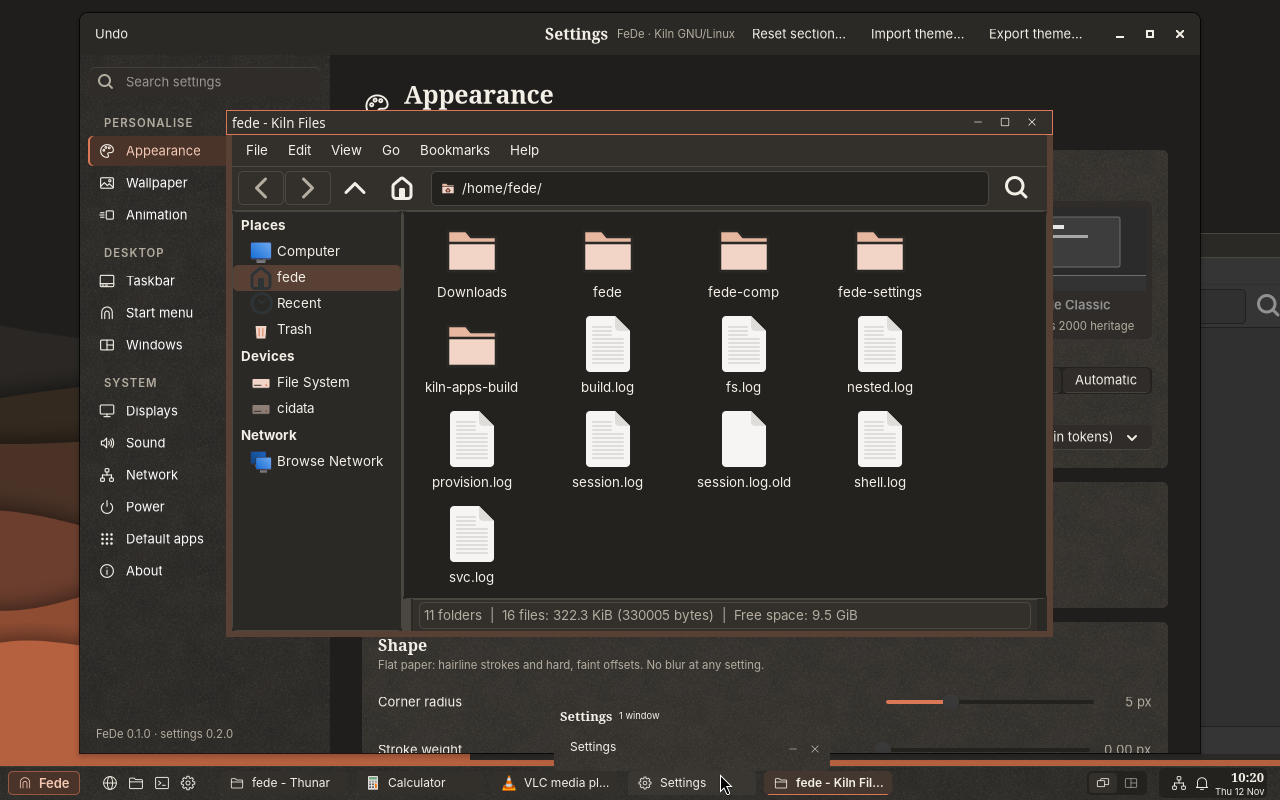 Undo
Settings FeDe · Kiln GNU/Linux
Reset section... Import theme... Export theme...
Search settings
PERSONALISE
Appearance
Wallpaper
Animation
DESKTOP
Taskbar
Start menu
Windows
SYSTEM
Displays
Sound
Network
Power
Default apps
About
FeDe 0.1.0 · settings 0.2.0
Appearance
fede - Kiln Files
File Edit View Go Bookmarks Help
/home/fede/
Places
Computer
fede
Recent
Trash
Devices
File System
cidata
Network
Browse Network
Downloads fede fede-comp fede-settings
kiln-apps-build build.log fs.log nested.log
provision.log session.log session.log.old shell.log
svc.log
11 folders | 16 files: 322.3 KiB (330005 bytes) | Free space: 9.5 GiB
e Classic
s 2000 heritage
Automatic
in tokens)
Shape
Flat paper: hairline strokes and hard, faint offsets. No blur at any setting.
Corner radius 5 px
Stroke weight 0.00 px
Settings 1 window
Settings
Fede
fede - Thunar
Calculator
VLC media pl...
Settings
fede - Kiln Fil...
10:20
Thu 12 Nov